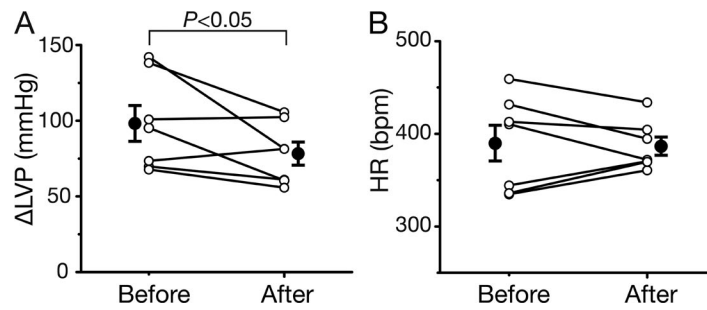 A
P<0.05
150
100
50
0
ΔLVP (mmHg)
Before
After
B
500
400
300
HR (bpm)
Before
After